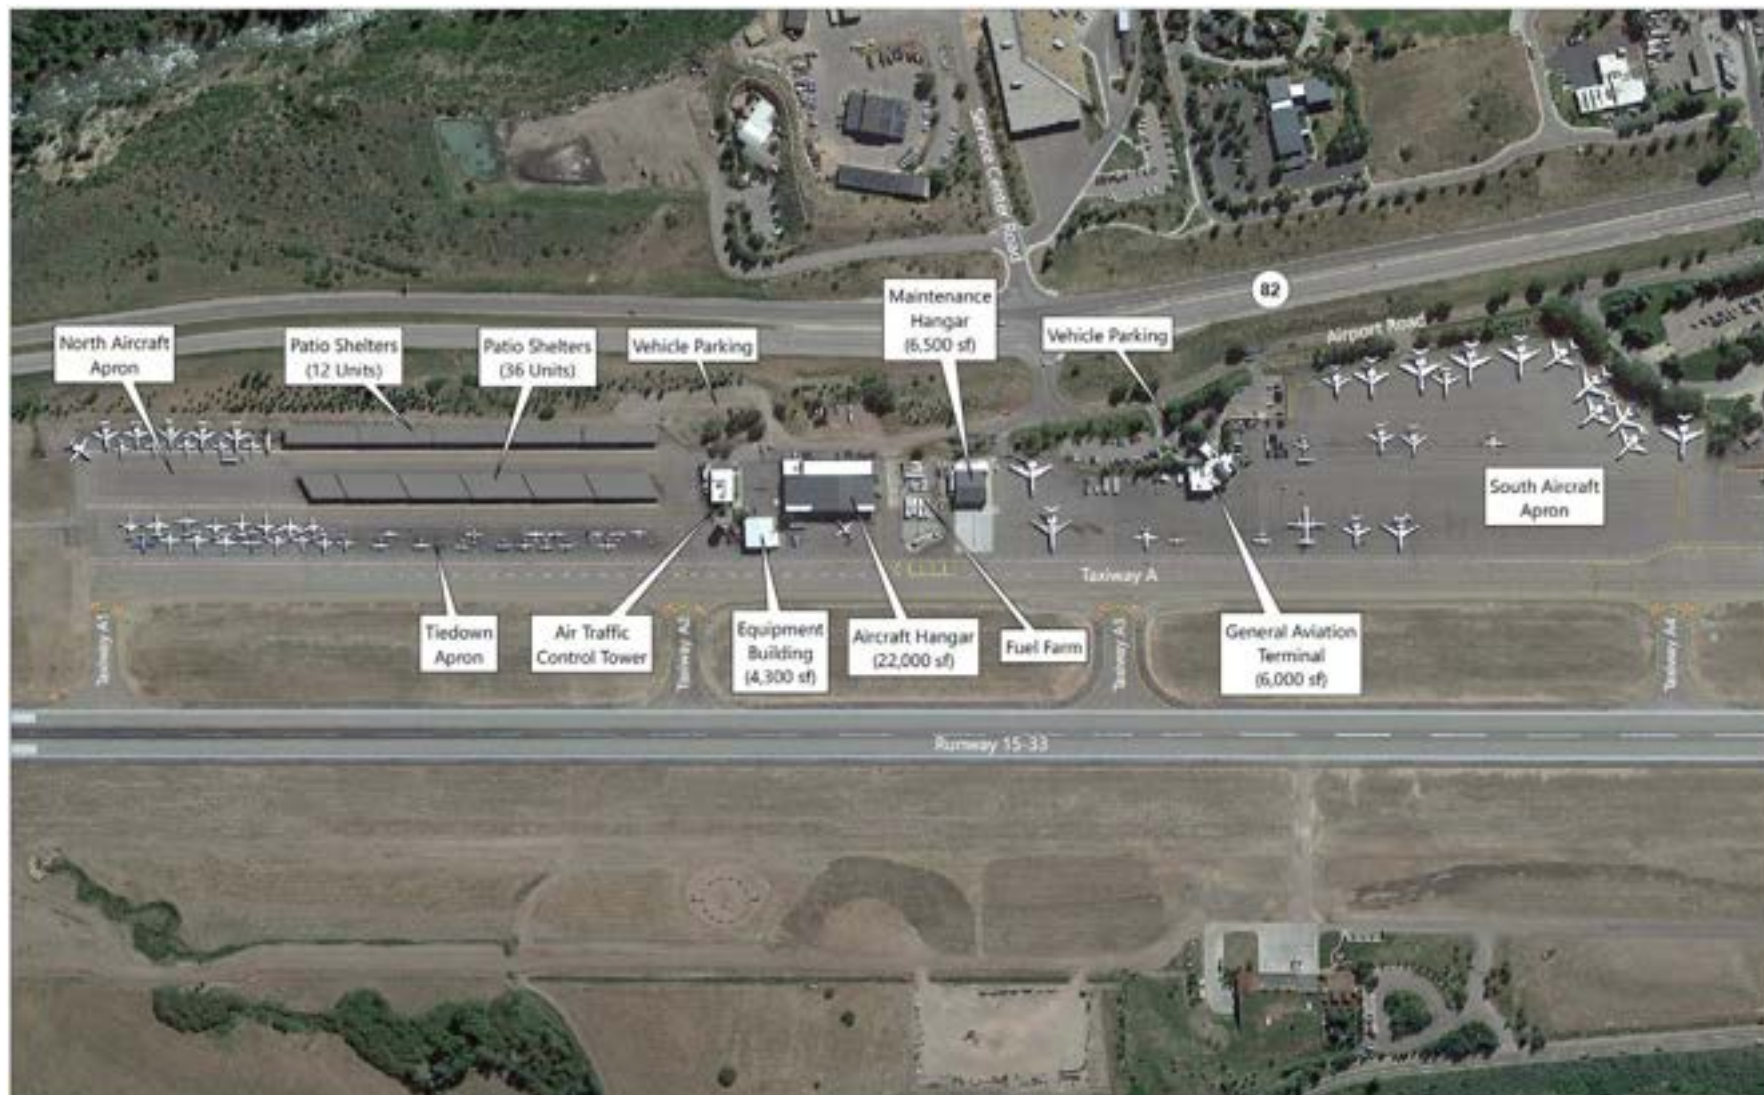 Service Center Road
82
Airport Road
North Aircraft
Apron
Patio Shelters
(12 Units)
Patio Shelters
(36 Units)
Vehicle Parking
Maintenance
Hangar
(6,500 sf)
Vehicle Parking
South Aircraft
Apron
Taxiway A
Tiedown
Apron
Air Traffic
Control Tower
Equipment
Building
(4,300 sf)
Aircraft Hangar
(22,000 sf)
Fuel Farm
General Aviation
Terminal
(6,000 sf)
Taxiway A1
Taxiway A2
Taxiway A3
Taxiway A4
Runway 15-33